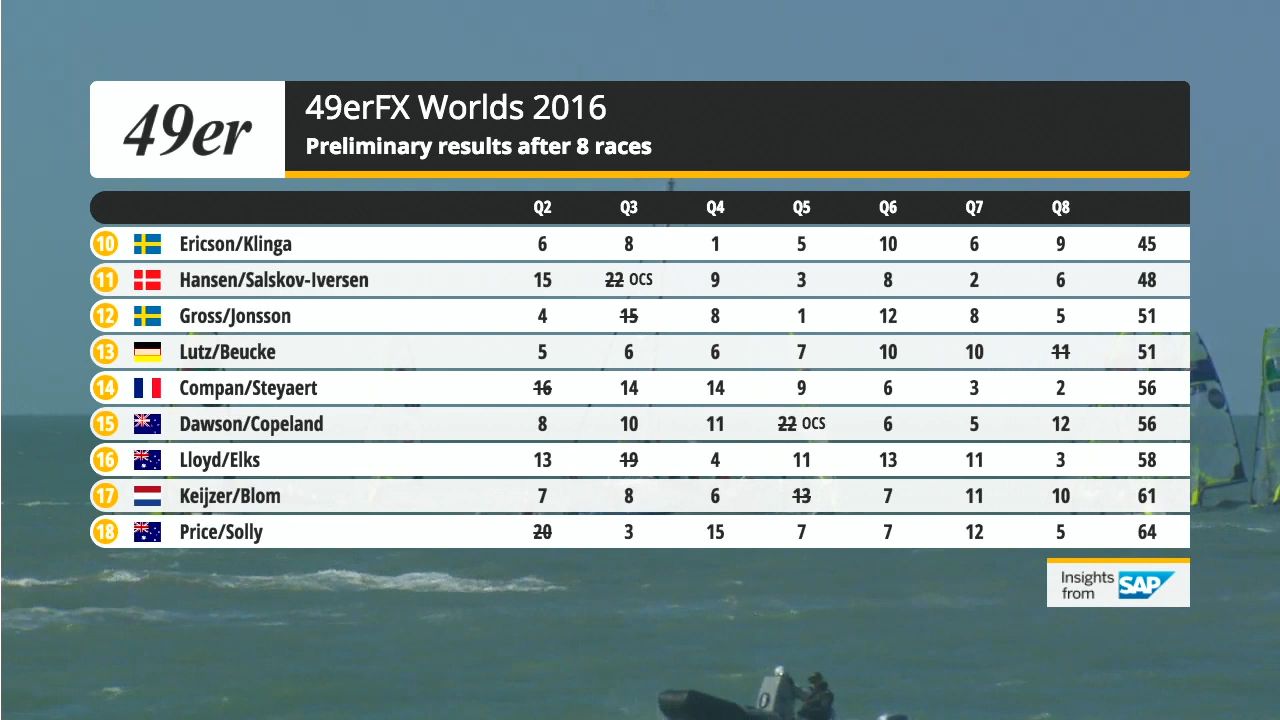 49er
49erFX Worlds 2016
Preliminary results after 8 races
Q2 Q3 Q4 Q5 Q6 Q7 Q8
10 Ericson/Klinga 6 8 1 5 10 6 9 45
11 Hansen/Salskov-Iversen 15 22 OCS 9 3 8 2 6 48
12 Gross/Jonsson 4 15 8 1 12 8 5 51
13 Lutz/Beucke 5 6 6 7 10 10 11 51
14 Compan/Steyaert 16 14 14 9 6 3 2 56
15 Dawson/Copeland 8 10 11 22 OCS 6 5 12 56
16 Lloyd/Elks 13 19 4 11 13 11 3 58
17 Keijzer/Blom 7 8 6 13 7 11 10 61
18 Price/Solly 20 3 15 7 7 12 5 64
Insights
from SAP